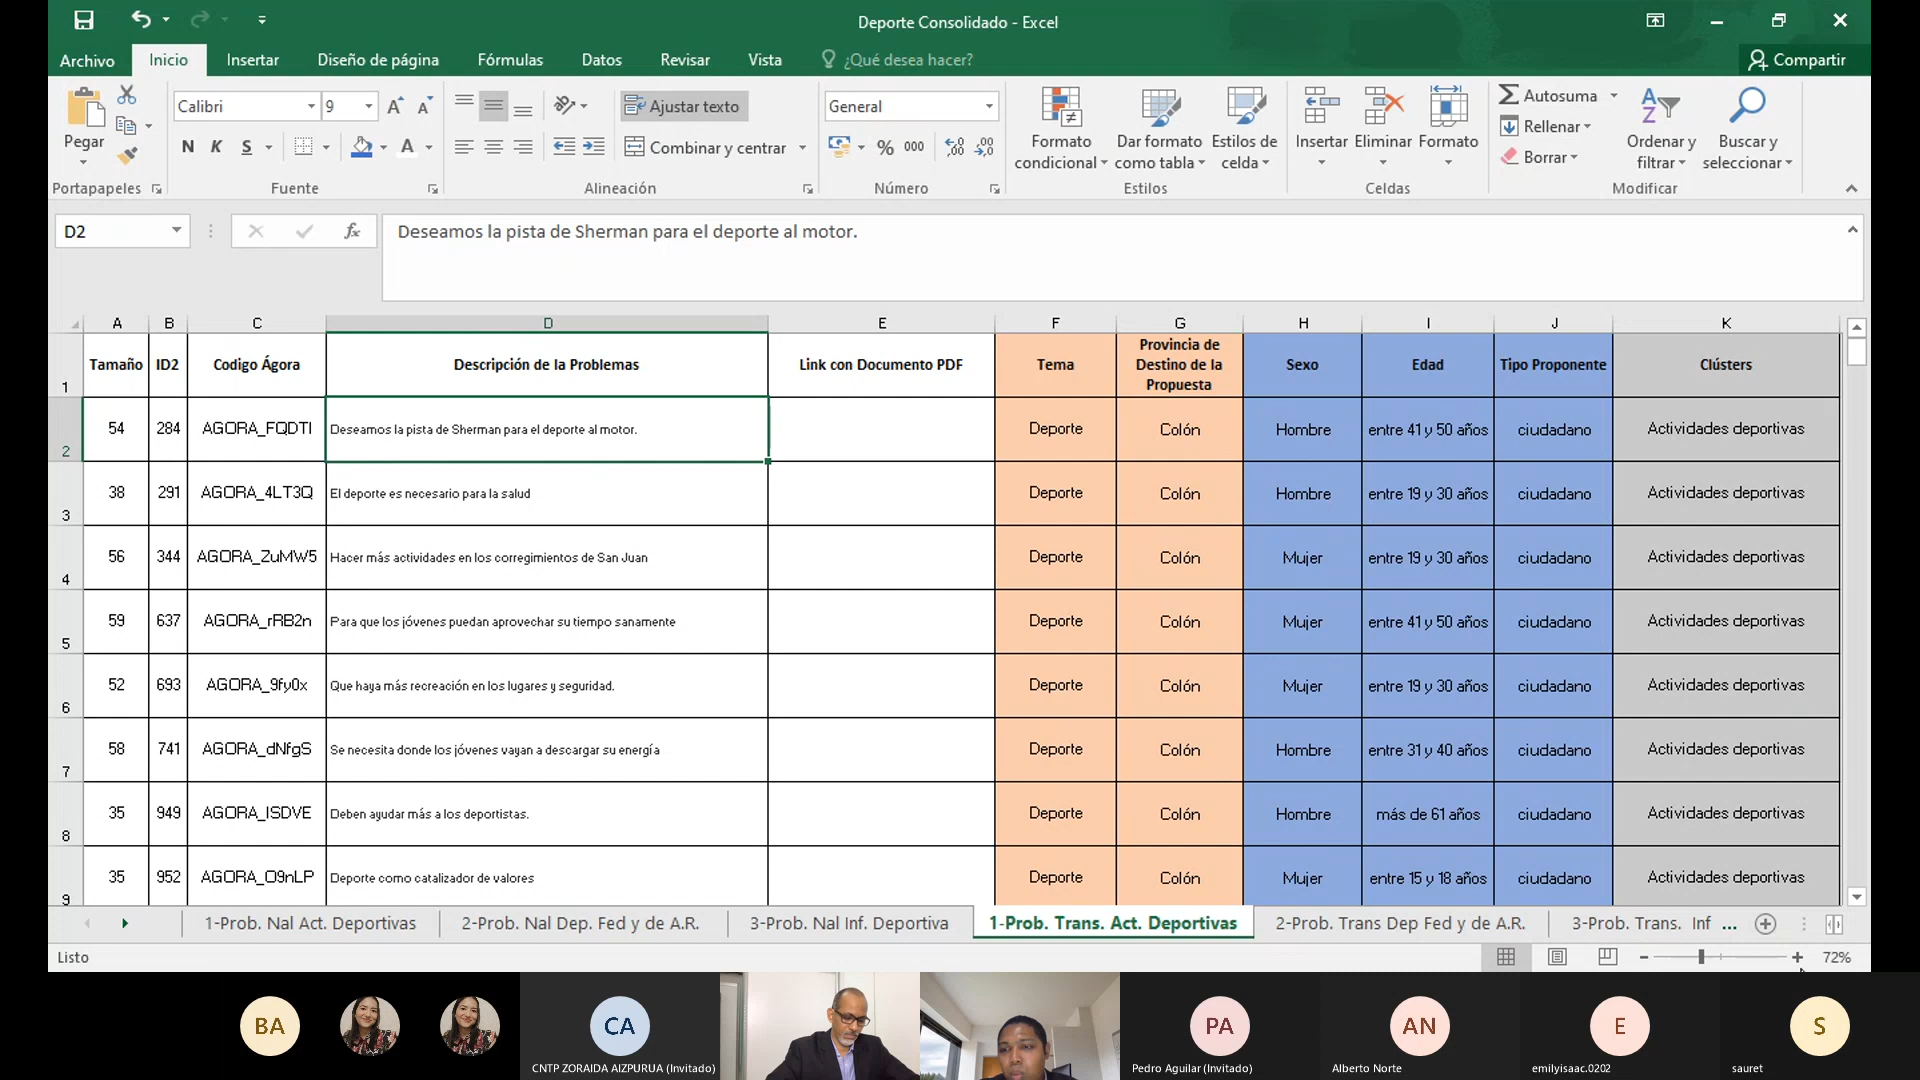 Deporte Consolidado - Excel
Archivo Inicio Insertar Diseño de página Fórmulas Datos Revisar Vista ¿Qué desea hacer? Compartir
Pegar
Portapapeles
Calibri 9
N K S
Fuente
Ajustar texto
Combinar y centrar
Alineación
General
% 000
Número
Formato condicional
Dar formato como tabla
Estilos de celda
Estilos
Insertar Eliminar Formato
Celdas
Autosuma
Rellenar
Borrar
Ordenar y filtrar
Buscar y seleccionar
Modificar
D2 fx Deseamos la pista de Sherman para el deporte al motor.
A B C D E F G H I J K
1 Tamaño ID2 Codigo Ágora Descripción de la Problemas Link con Documento PDF Tema Provincia de Destino de la Propuesta Sexo Edad Tipo Proponente Clústers
2 54 284 AGORA_FQDTI Deseamos la pista de Sherman para el deporte al motor. Deporte Colón Hombre entre 41 y 50 años ciudadano Actividades deportivas
3 38 291 AGORA_4LT3Q El deporte es necesario para la salud Deporte Colón Hombre entre 19 y 30 años ciudadano Actividades deportivas
4 56 344 AGORA_ZuMW5 Hacer más actividades en los corregimientos de San Juan Deporte Colón Mujer entre 19 y 30 años ciudadano Actividades deportivas
5 59 637 AGORA_rRB2n Para que los jóvenes puedan aprovechar su tiempo sanamente Deporte Colón Mujer entre 41 y 50 años ciudadano Actividades deportivas
6 52 693 AGORA_9fy0x Que haya más recreación en los lugares y seguridad. Deporte Colón Mujer entre 19 y 30 años ciudadano Actividades deportivas
7 58 741 AGORA_dNfgS Se necesita donde los jóvenes vayan a descargar su energía Deporte Colón Hombre entre 31 y 40 años ciudadano Actividades deportivas
8 35 949 AGORA_ISDVE Deben ayudar más a los deportistas. Deporte Colón Hombre más de 61 años ciudadano Actividades deportivas
9 35 952 AGORA_O9nLP Deporte como catalizador de valores Deporte Colón Mujer entre 15 y 18 años ciudadano Actividades deportivas
1-Prob. Nal Act. Deportivas 2-Prob. Nal Dep. Fed y de A.R. 3-Prob. Nal Inf. Deportiva 1-Prob. Trans. Act. Deportivas 2-Prob. Trans Dep Fed y de A.R. 3-Prob. Trans. Inf ...
Listo 72%
BA CA PA AN E S
CNTP ZORAIDA AIZPURUA (Invitado) Pedro Aguilar (Invitado) Alberto Norte emilyisaac.0202 sauret